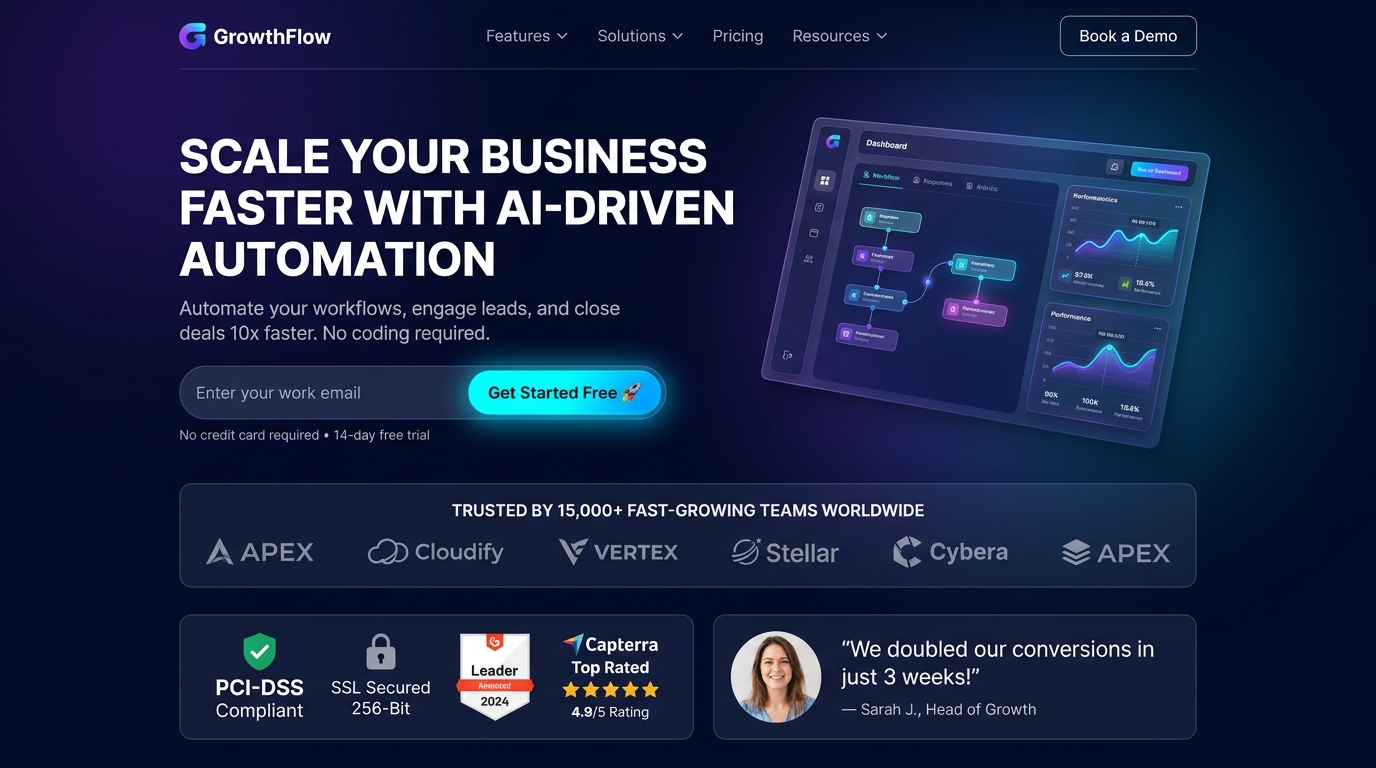 GrowthFlow
Features
Solutions
Pricing
Resources
Book a Demo
SCALE YOUR BUSINESS
FASTER WITH AI-DRIVEN
AUTOMATION
Automate your workflows, engage leads, and close
deals 10x faster. No coding required.
Enter your work email
Get Started Free 🚀
No credit card required • 14-day free trial
Dashboard
TRUSTED BY 15,000+ FAST-GROWING TEAMS WORLDWIDE
APEX
Cloudify
VERTEX
Stellar
Cybera
APEX
PCI-DSS
Compliant
SSL Secured
256-Bit
Leader
2024
Capterra
Top Rated
4.9/5 Rating
“We doubled our conversions in
just 3 weeks!”
— Sarah J., Head of Growth